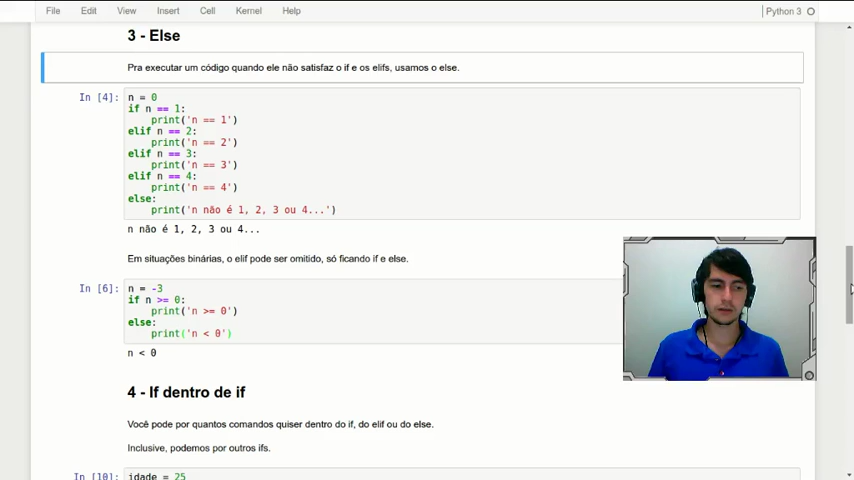 File Edit View Insert Cell Kernel Help Python 3
3 - Else
Pra executar um código quando ele não satisfaz o if e os elifs, usamos o else.
In [4]: n = 0
if n == 1:
print('n == 1')
elif n == 2:
print('n == 2')
elif n == 3:
print('n == 3')
elif n == 4:
print('n == 4')
else:
print('n não é 1, 2, 3 ou 4...')
n não é 1, 2, 3 ou 4...
Em situações binárias, o elif pode ser omitido, só ficando if e else.
In [6]: n = -3
if n >= 0:
print('n >= 0')
else:
print('n < 0')
n < 0
4 - If dentro de if
Você pode por quantos comandos quiser dentro do if, do elif ou do else.
Inclusive, podemos por outros ifs.
In [10]: idade = 25